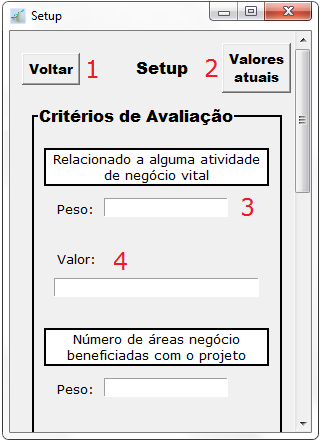 Setup
Voltar 1 Setup 2 Valores
atuais
Critérios de Avaliação
Relacionado a alguma atividade
de negócio vital
Peso: 3
Valor: 4
Número de áreas negócio
beneficiadas com o projeto
Peso: